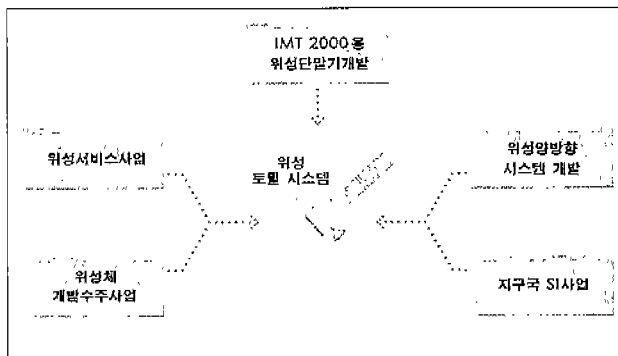 IMT 2000용
위성단말기개발
위성서비스사업
위성
토털 시스템
위성양방향
시스템 개발
위성체
개발수주사업
지구국 SI사업